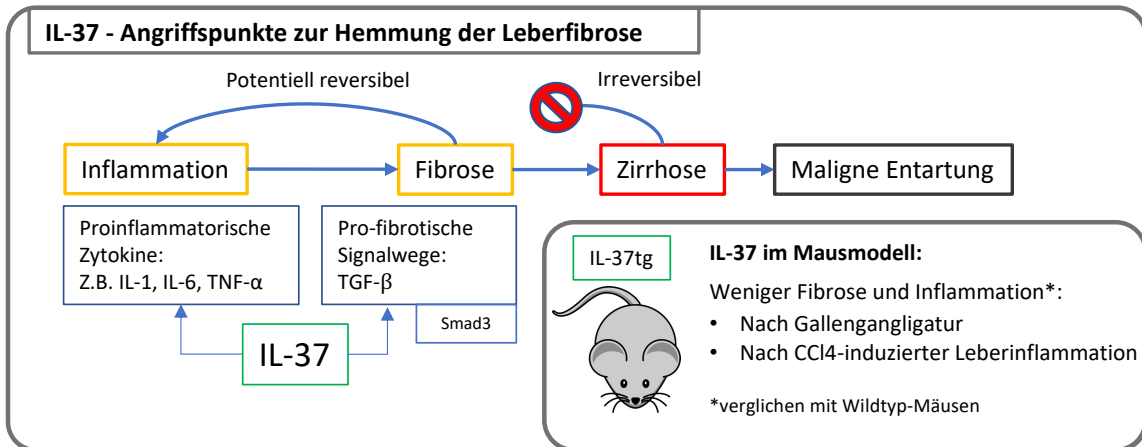 IL-37 - Angriffspunkte zur Hemmung der Leberfibrose
Potentiell reversibel
Irreversibel
Inflammation
Fibrose
Zirrhose
Maligne Entartung
Proinflammatorische
Zytokine:
Z.B. IL-1, IL-6, TNF-α
Pro-fibrotische
Signalwege:
TGF-β
Smad3
IL-37
IL-37tg
IL-37 im Mausmodell:
Weniger Fibrose und Inflammation*:
• Nach Gallengangligatur
• Nach CCl4-induzierter Leberinflammation
*verglichen mit Wildtyp-Mäusen